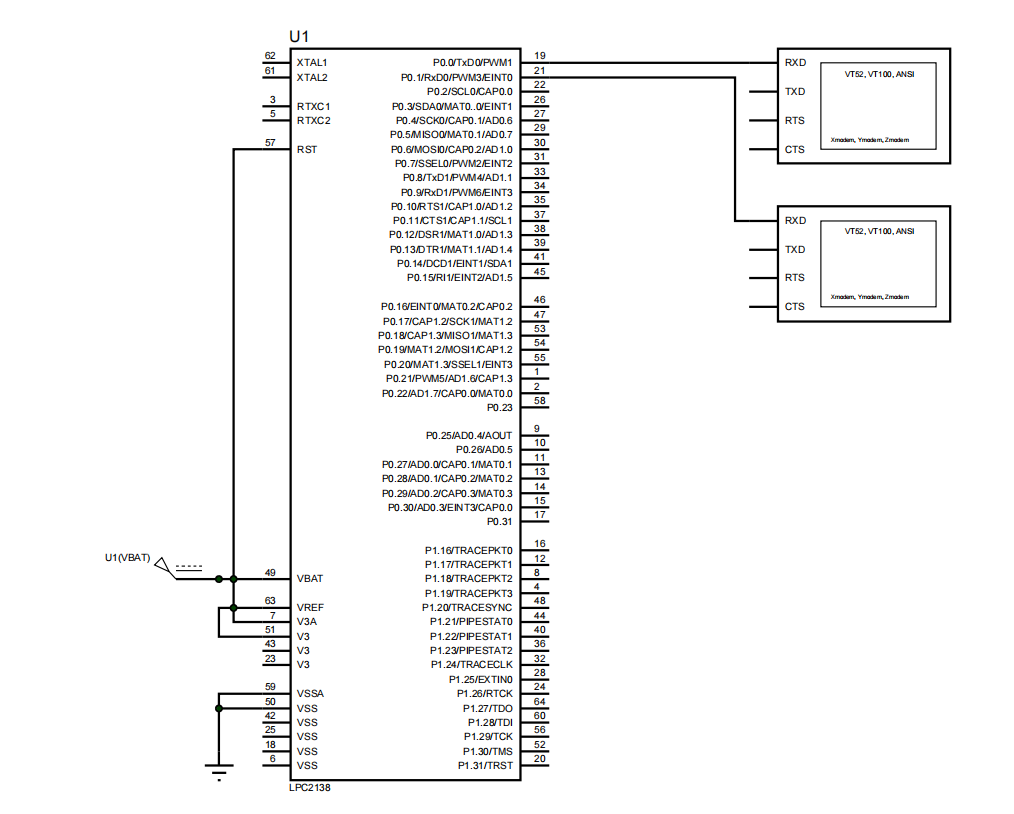 U1
62 XTAL1
61 XTAL2
3 RTXC1
5 RTXC2
57 RST
U1(VBAT)
49 VBAT
63 VREF
7 V3A
51 V3
43 V3
23 V3
59 VSSA
50 VSS
42 VSS
25 VSS
18 VSS
6 VSS
P0.0/TxD0/PWM1 19
P0.1/RxD0/PWM3/EINT0 21
P0.2/SCL0/CAP0.0 22
P0.3/SDA0/MAT0..0/EINT1 26
P0.4/SCK0/CAP0.1/AD0.6 27
P0.5/MISO0/MAT0.1/AD0.7 29
P0.6/MOSI0/CAP0.2/AD1.0 30
P0.7/SSEL0/PWM2/EINT2 31
P0.8/TxD1/PWM4/AD1.1 33
P0.9/RxD1/PWM6/EINT3 34
P0.10/RTS1/CAP1.0/AD1.2 35
P0.11/CTS1/CAP1.1/SCL1 37
P0.12/DSR1/MAT1.0/AD1.3 38
P0.13/DTR1/MAT1.1/AD1.4 39
P0.14/DCD1/EINT1/SDA1 41
P0.15/RI1/EINT2/AD1.5 45
P0.16/EINT0/MAT0.2/CAP0.2 46
P0.17/CAP1.2/SCK1/MAT1.2 47
P0.18/CAP1.3/MISO1/MAT1.3 53
P0.19/MAT1.2/MOSI1/CAP1.2 54
P0.20/MAT1.3/SSEL1/EINT3 55
P0.21/PWM5/AD1.6/CAP1.3 1
P0.22/AD1.7/CAP0.0/MAT0.0 2
P0.23 58
P0.25/AD0.4/AOUT 9
P0.26/AD0.5 10
P0.27/AD0.0/CAP0.1/MAT0.1 11
P0.28/AD0.1/CAP0.2/MAT0.2 13
P0.29/AD0.2/CAP0.3/MAT0.3 14
P0.30/AD0.3/EINT3/CAP0.0 15
P0.31 17
P1.16/TRACEPKT0 16
P1.17/TRACEPKT1 12
P1.18/TRACEPKT2 8
P1.19/TRACEPKT3 4
P1.20/TRACESYNC 48
P1.21/PIPESTAT0 44
P1.22/PIPESTAT1 40
P1.23/PIPESTAT2 36
P1.24/TRACECLK 32
P1.25/EXTIN0 28
P1.26/RTCK 24
P1.27/TDO 64
P1.28/TDI 60
P1.29/TCK 56
P1.30/TMS 52
P1.31/TRST 20
LPC2138
RXD
TXD
RTS
CTS
VT52, VT100, ANSI
Xmodem, Ymodem, Zmodem
RXD
TXD
RTS
CTS
VT52, VT100, ANSI
Xmodem, Ymodem, Zmodem